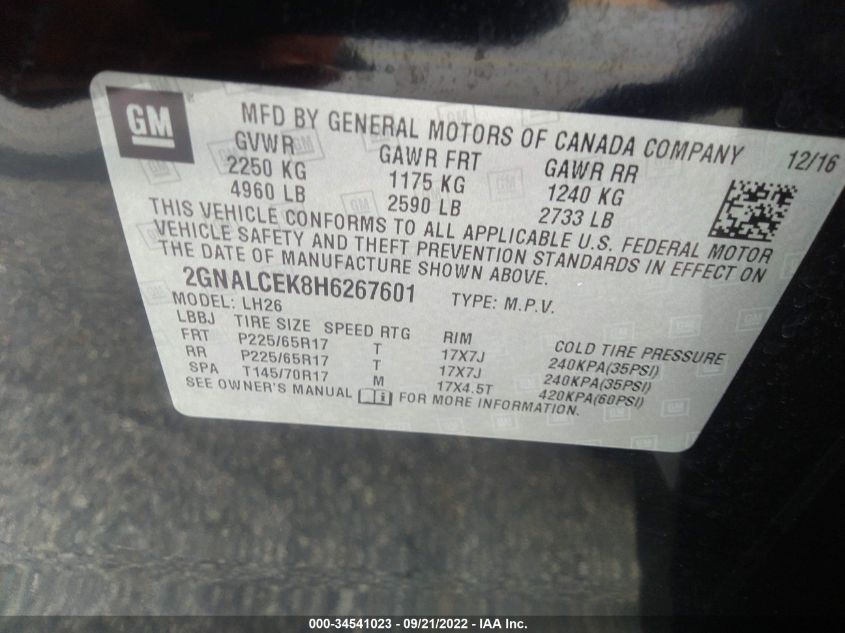 GM
MFD BY GENERAL MOTORS OF CANADA COMPANY 12/16
GVWR GAWR FRT GAWR RR
2250 KG 1175 KG 1240 KG
4960 LB 2590 LB 2733 LB
THIS VEHICLE CONFORMS TO ALL APPLICABLE U.S. FEDERAL MOTOR
VEHICLE SAFETY AND THEFT PREVENTION STANDARDS IN EFFECT ON
THE DATE OF MANUFACTURE SHOWN ABOVE.
2GNALCEK8H6267601 TYPE: M.P.V.
MODEL: LH26
LBBJ TIRE SIZE SPEED RTG RIM COLD TIRE PRESSURE
FRT P225/65R17 T 17X7J 240KPA(35PSI)
RR P225/65R17 T 17X7J 240KPA(35PSI)
SPA T145/70R17 M 17X4.5T 420KPA(60PSI)
SEE OWNER'S MANUAL FOR MORE INFORMATION.
000-34541023 - 09/21/2022 - IAA Inc.